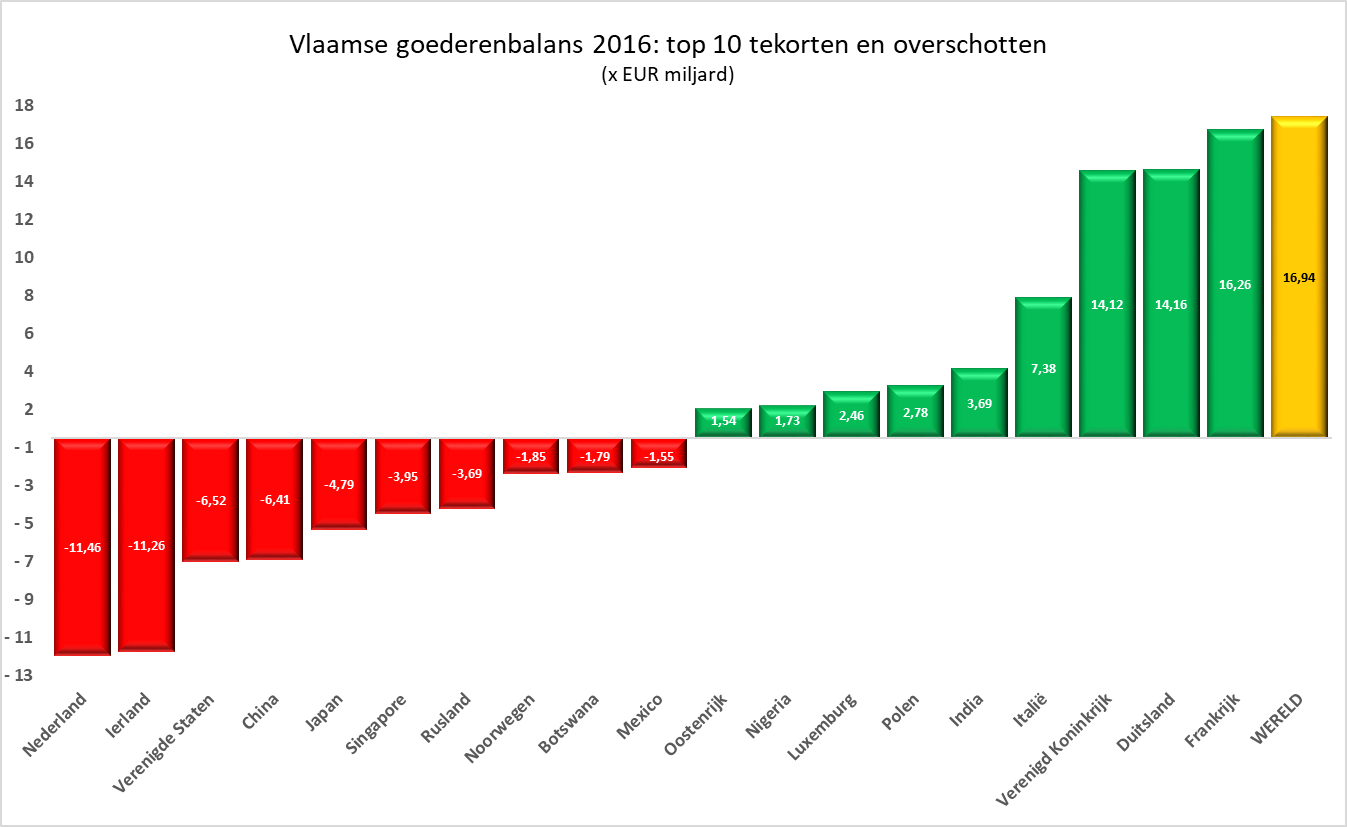 Vlaamse goederenbalans 2016: top 10 tekorten en overschotten
(x EUR miljard)
18
16
14
12
10
8
6
4
2
- 1
- 3
- 5
- 7
- 9
- 11
- 13
-11,46
-11,26
-6,52
-6,41
-4,79
-3,95
-3,69
-1,85
-1,79
-1,55
1,54
1,73
2,46
2,78
3,69
7,38
14,12
14,16
16,26
16,94
Nederland
Ierland
Verenigde Staten
China
Japan
Singapore
Rusland
Noorwegen
Botswana
Mexico
Oostenrijk
Nigeria
Luxemburg
Polen
India
Italië
Verenigd Koninkrijk
Duitsland
Frankrijk
WERELD